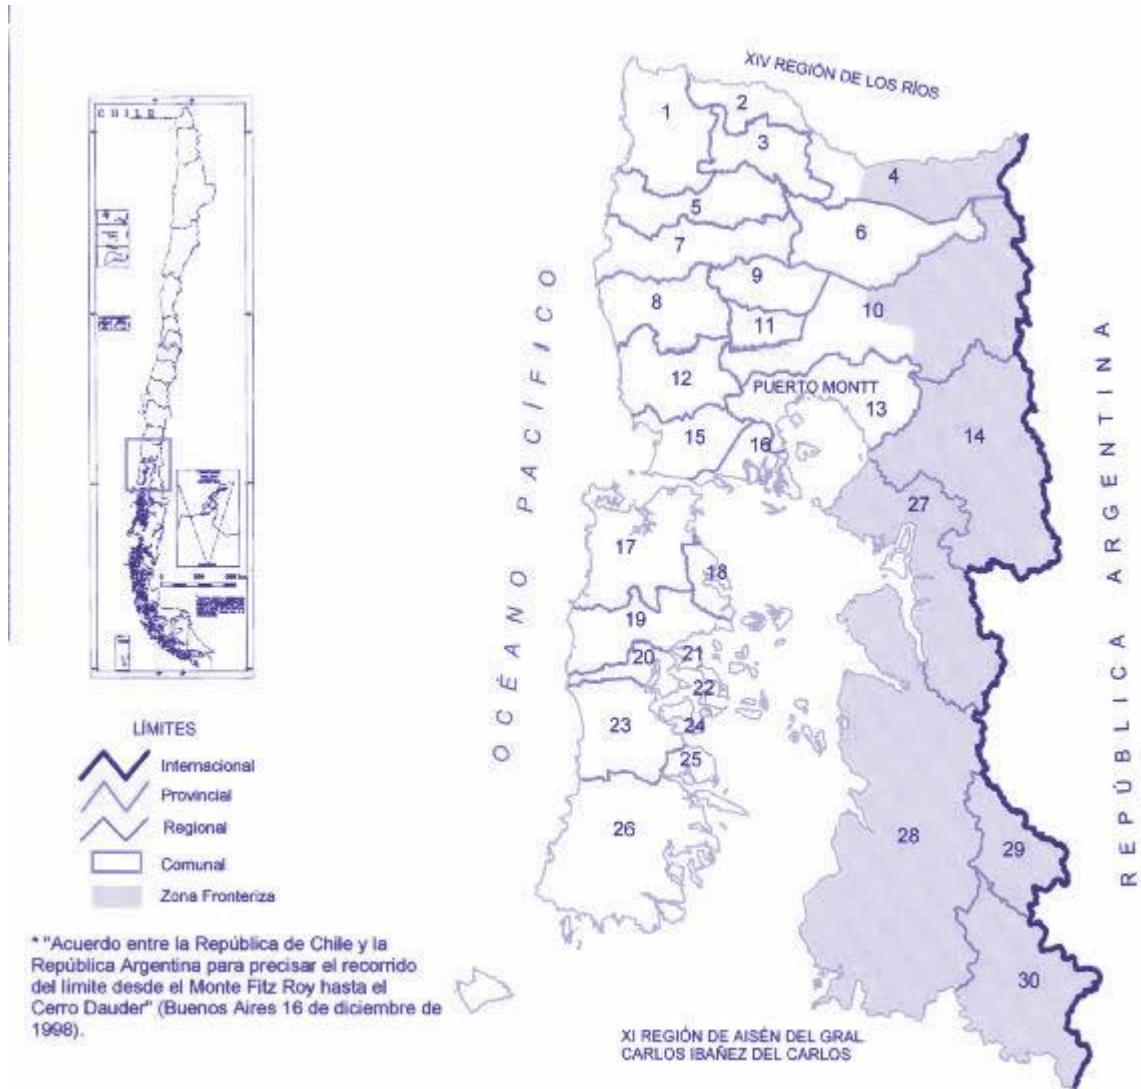 XIV REGIÓN DE LOS RÍOS
CHILE
1
2
3
4
5
6
7
8
9
10
11
12
PUERTO MONTT
13
14
15
16
17
18
19
20
21
22
23
24
25
26
27
28
29
30
OCÉANO PACÍFICO
REPÚBLICA ARGENTINA
LÍMITES
Internacional
Provincial
Regional
Comunal
Zona Fronteriza
* "Acuerdo entre la República de Chile y la
República Argentina para precisar el recorrido
del límite desde el Monte Fitz Roy hasta el
Cerro Dauder" (Buenos Aires 16 de diciembre de
1998).
XI REGIÓN DE AISÉN DEL GRAL
CARLOS IBAÑEZ DEL CARLOS